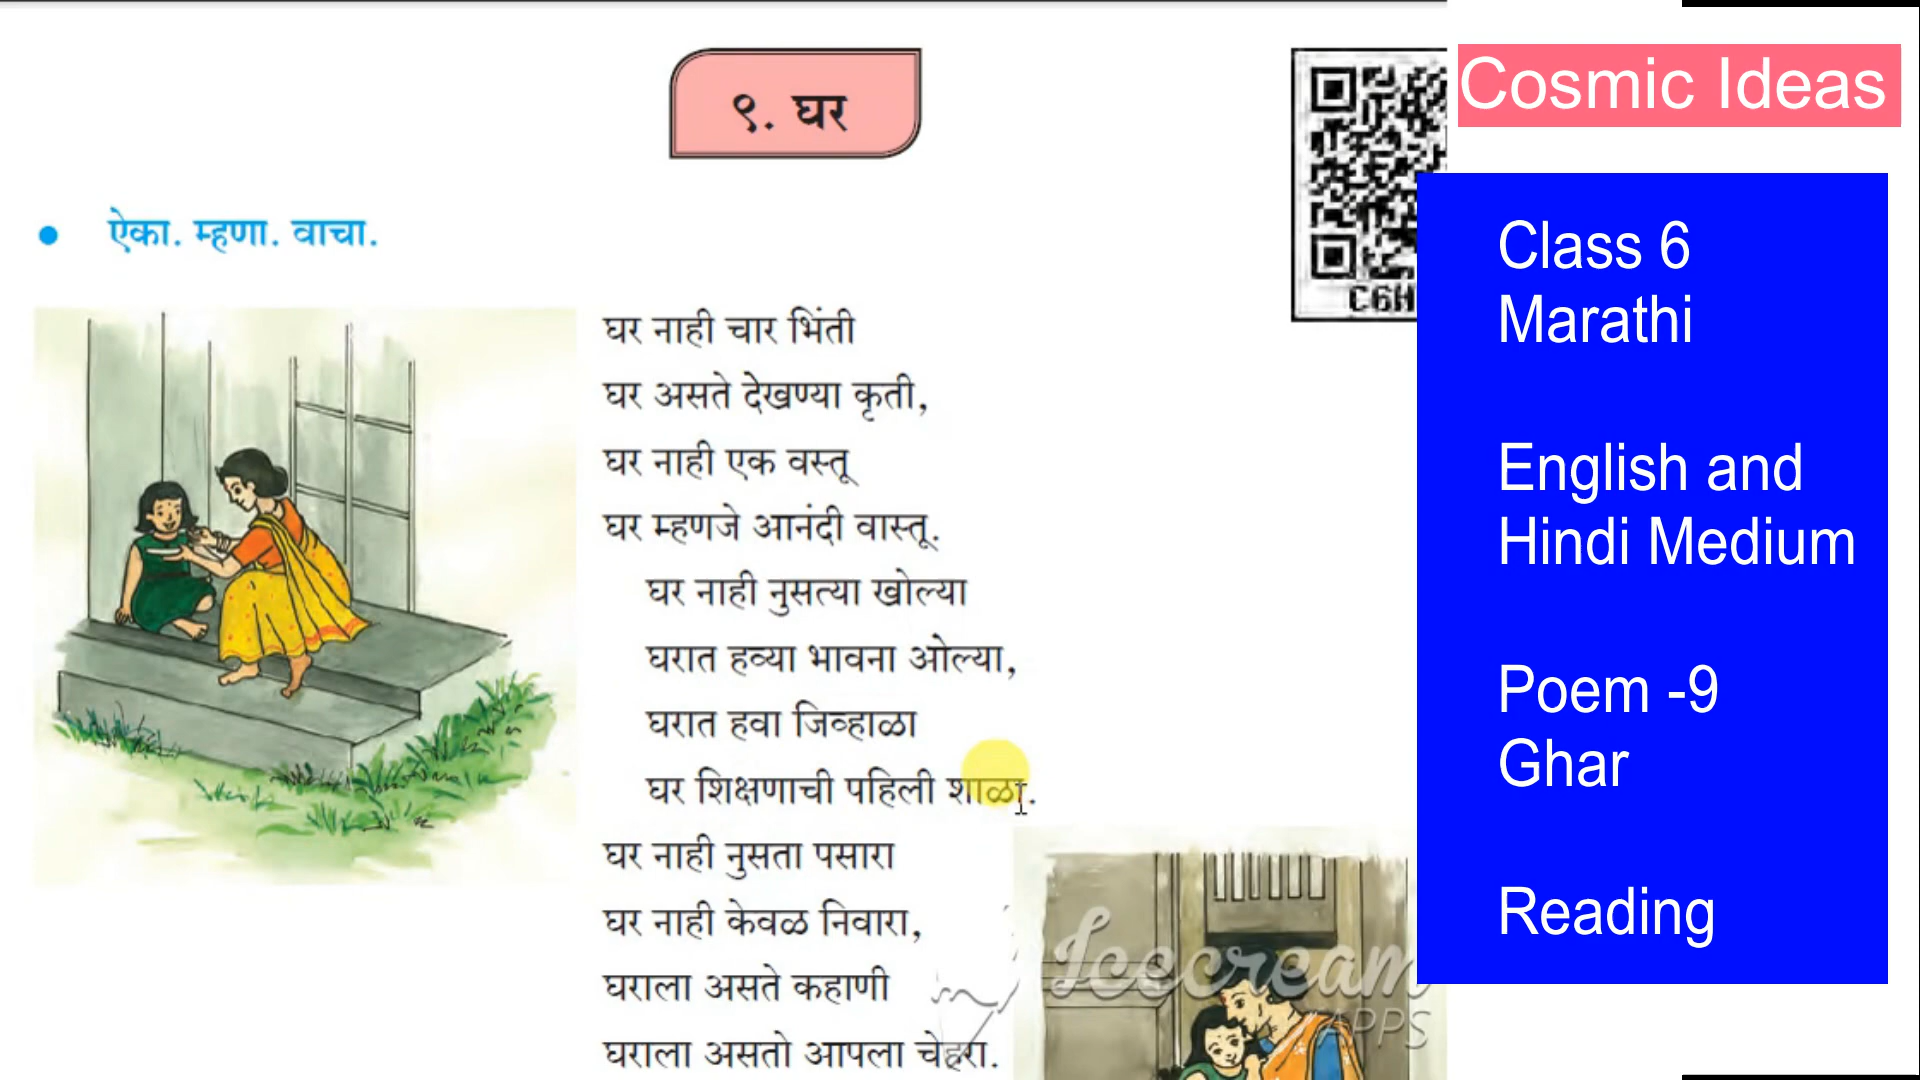 ९. घर
• ऐका. म्हणा. वाचा.
घर नाही चार भिंती
घर असते देखण्या कृती,
घर नाही एक वस्तू
घर म्हणजे आनंदी वास्तू.
घर नाही नुसत्या खोल्या
घरात हव्या भावना ओल्या,
घरात हवा जिव्हाळा
घर शिक्षणाची पहिली शाळा.
घर नाही नुसता पसारा
घर नाही केवळ निवारा,
घराला असते कहाणी
घराला असतो आपला चेहरा.
C6H
Cosmic Ideas
Class 6
Marathi
English and
Hindi Medium
Poem -9
Ghar
Reading
Icecream
APPS